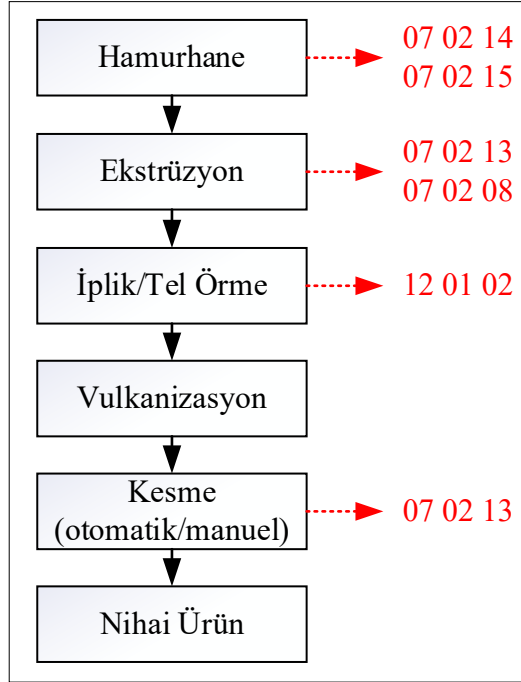 Hamurhane
07 02 14
07 02 15
Ekstrüzyon
07 02 13
07 02 08
İplik/Tel Örme
12 01 02
Vulkanizasyon
Kesme
(otomatik/manuel)
07 02 13
Nihai Ürün